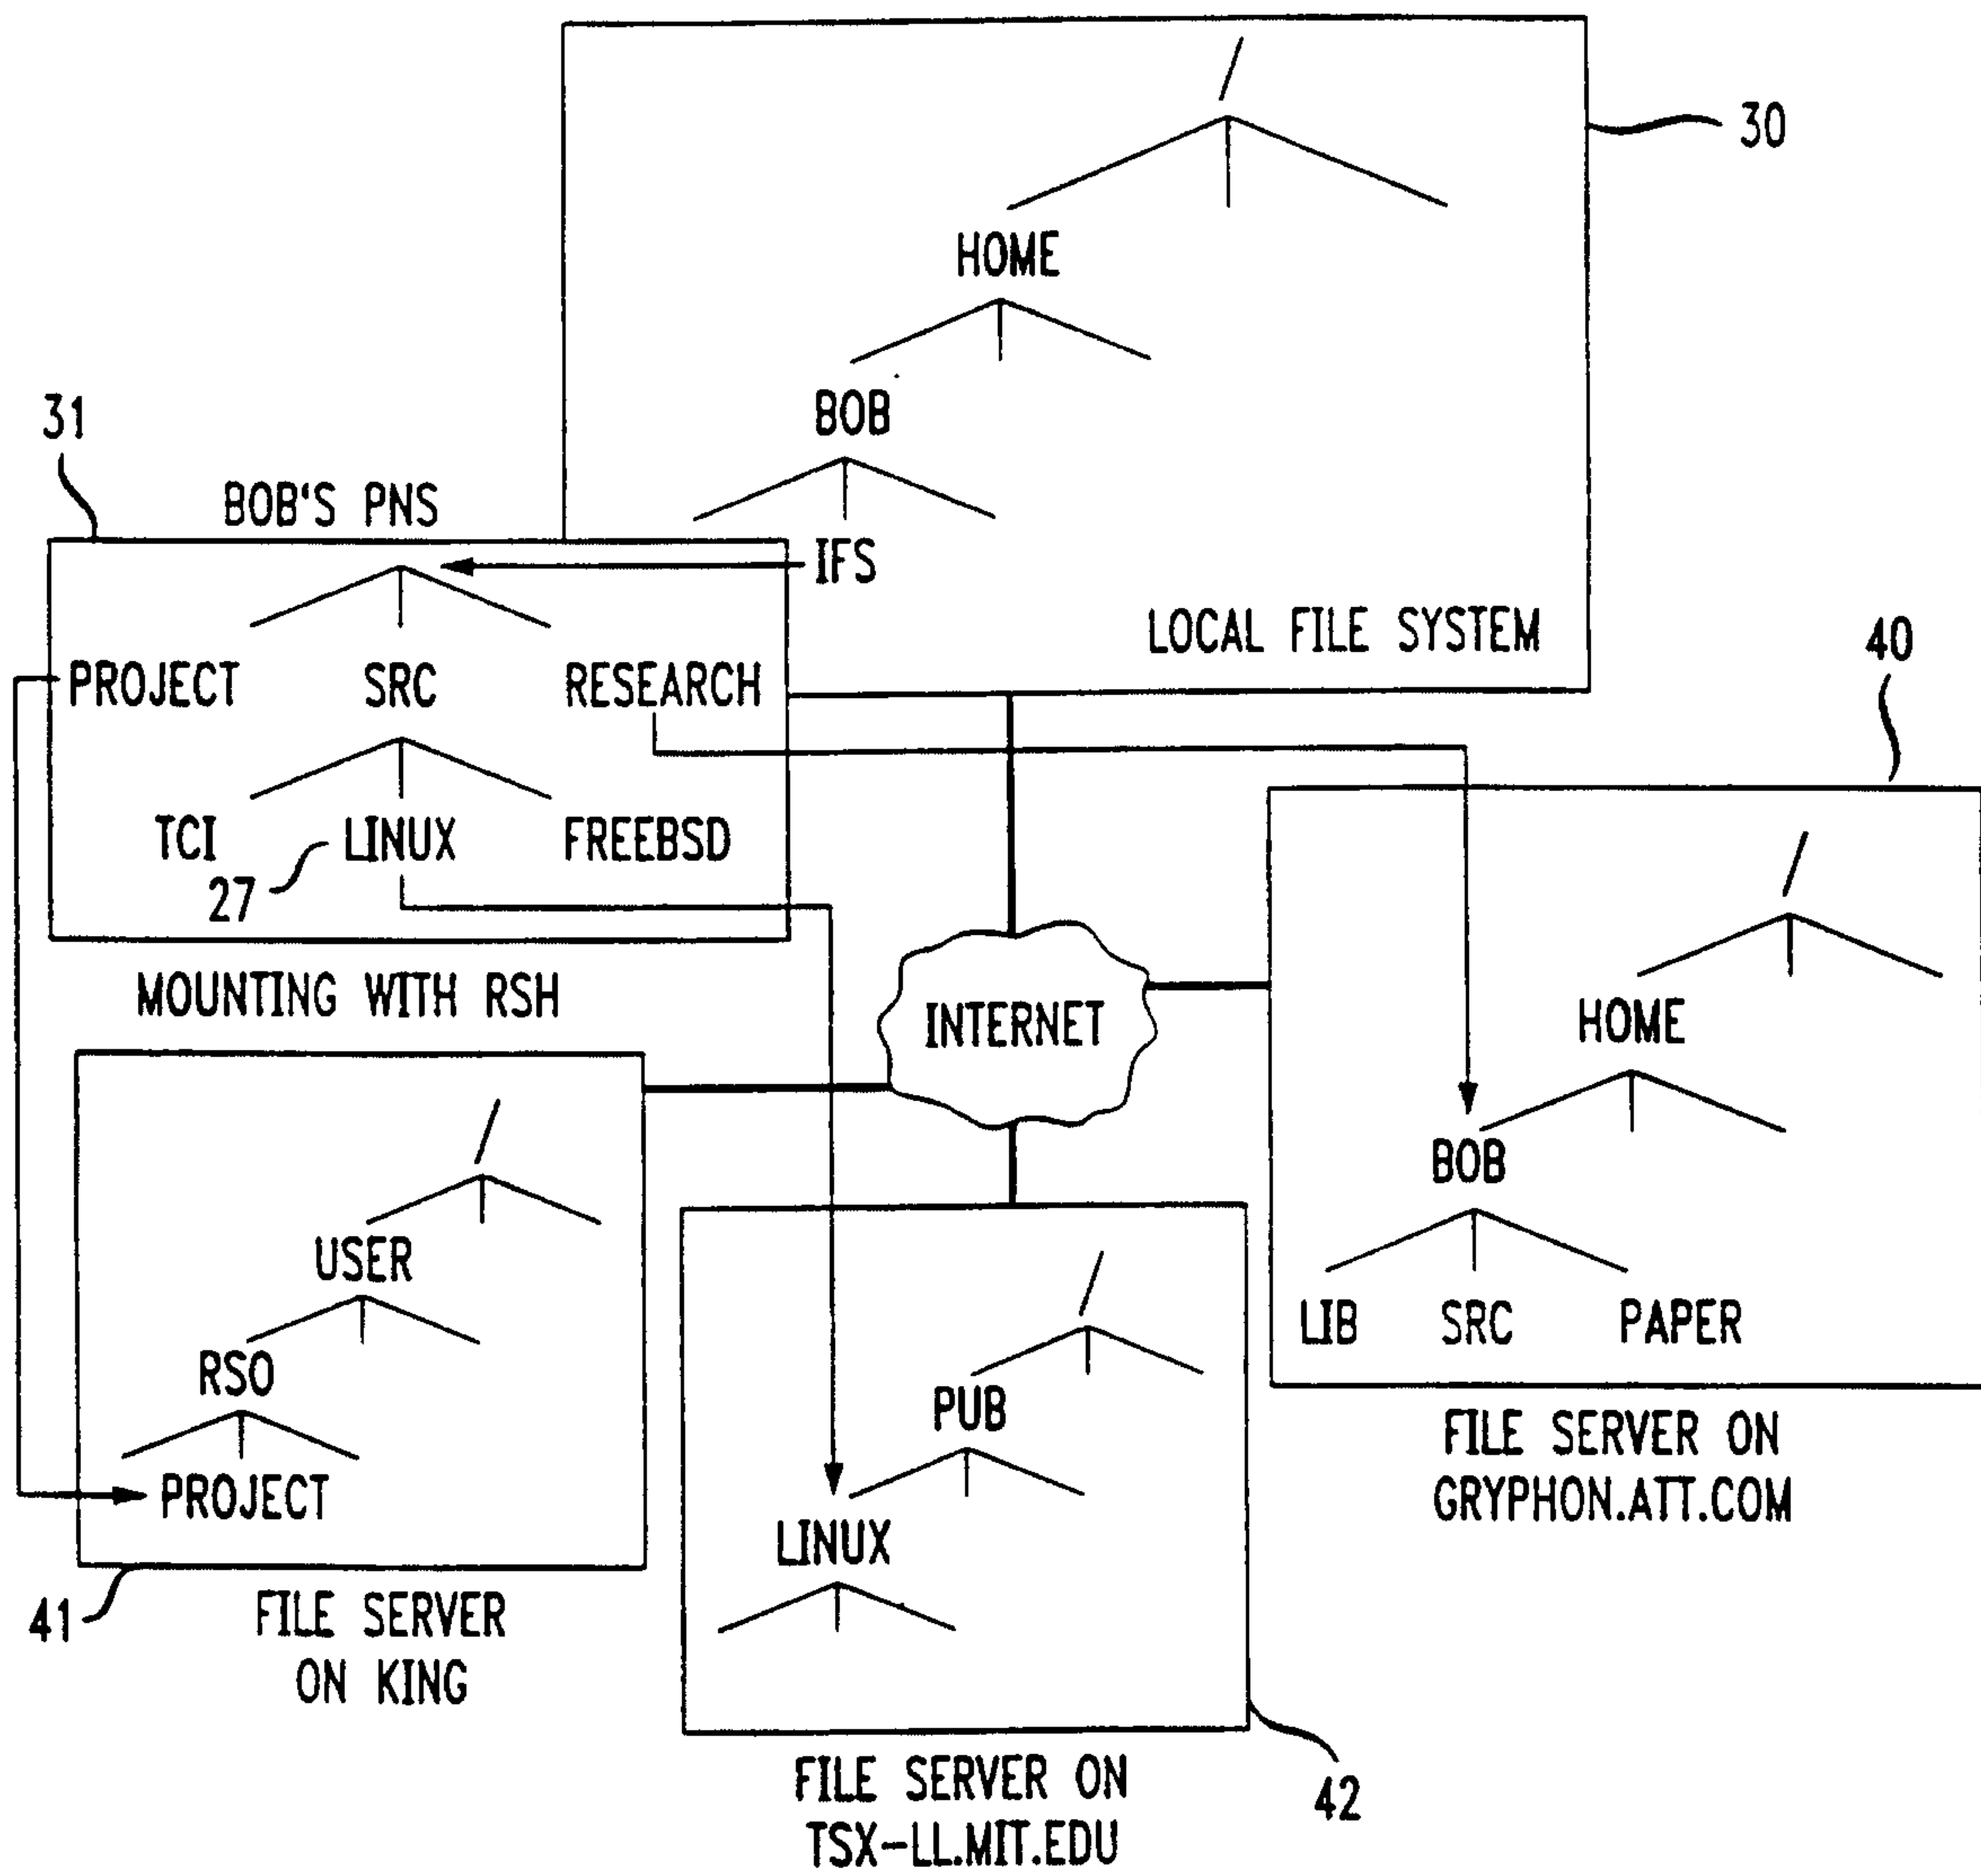 /
30
HOME
BOB
31
BOB'S PNS
IFS
LOCAL FILE SYSTEM
PROJECT SRC RESEARCH
TCI LINUX FREEBSD
27
MOUNTING WITH RSH
40
INTERNET
/
HOME
BOB
LIB SRC PAPER
FILE SERVER ON
GRYPHON.ATT.COM
/
USER
RSO
PROJECT
41
FILE SERVER
ON KING
/
PUB
LINUX
42
FILE SERVER ON
TSX-LL.MIT.EDU